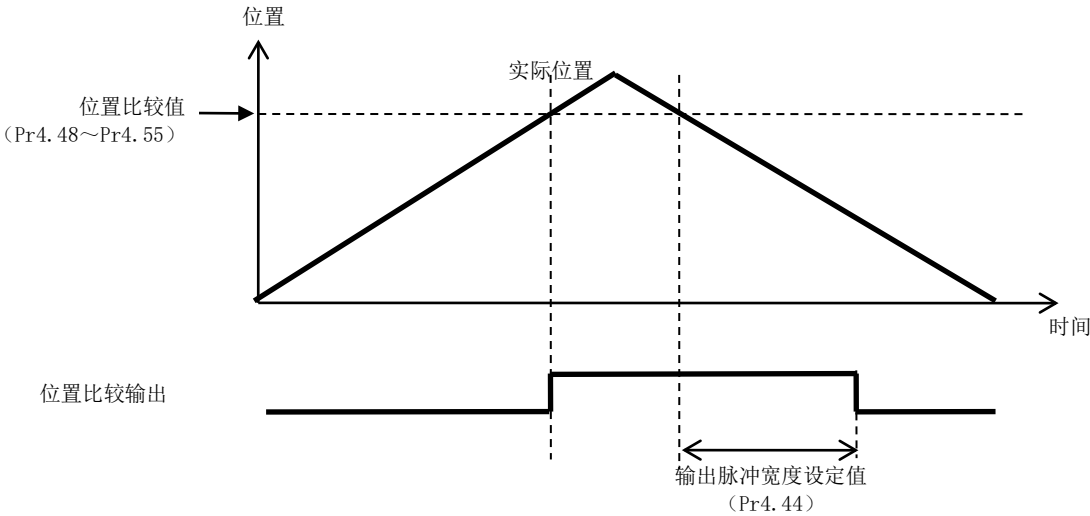 位置
实际位置
位置比较值
（Pr4.48～Pr4.55）
时间
位置比较输出
输出脉冲宽度设定值
（Pr4.44）